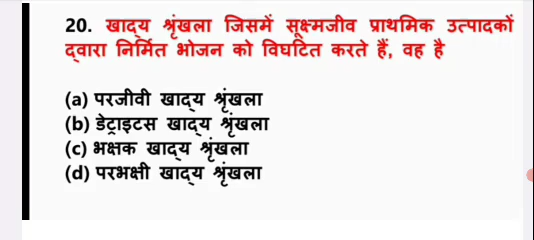 20. खाद्य श्रृंखला जिसमें सूक्ष्मजीव प्राथमिक उत्पादकों
द्वारा निर्मित भोजन को विघटित करते हैं, वह है
(a) परजीवी खाद्य श्रृंखला
(b) डेट्राइटस खाद्य श्रृंखला
(c) भक्षक खाद्य श्रृंखला
(d) परभक्षी खाद्य श्रृंखला